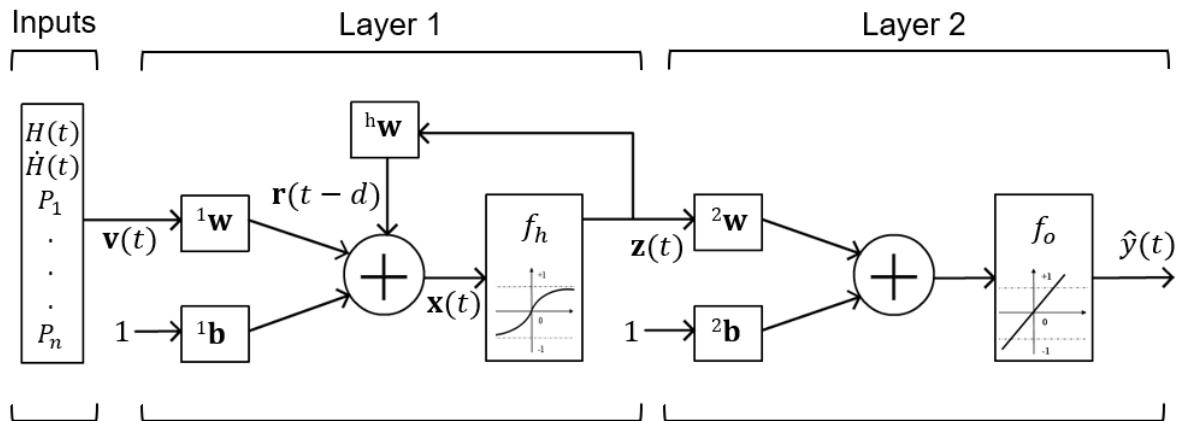 Inputs
Layer 1
Layer 2
H(t)
Ḣ(t)
P₁
.
.
.
Pₙ
v(t)
¹w
1
¹b
ʰw
r(t − d)
+
x(t)
fₕ
+1
0
-1
z(t)
²w
1
²b
+
fₒ
+1
0
-1
ŷ(t)